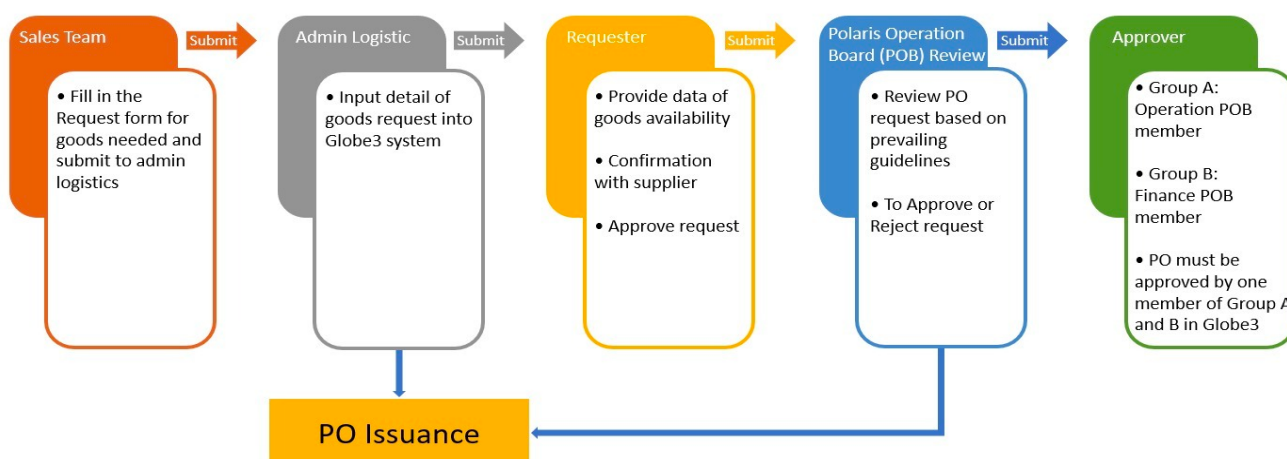 Sales Team
Submit
Admin Logistic
Submit
Requester
Submit
Polaris Operation
Board (POB) Review
Submit
Approver
• Fill in the
Request form for
goods needed and
submit to admin
logistics
• Input detail of
goods request into
Globe3 system
• Provide data of
goods availability
• Confirmation
with supplier
• Approve request
• Review PO
request based on
prevailing
guidelines
• To Approve or
Reject request
• Group A:
Operation POB
member
• Group B:
Finance POB
member
• PO must be
approved by one
member of Group A
and B in Globe3
PO Issuance